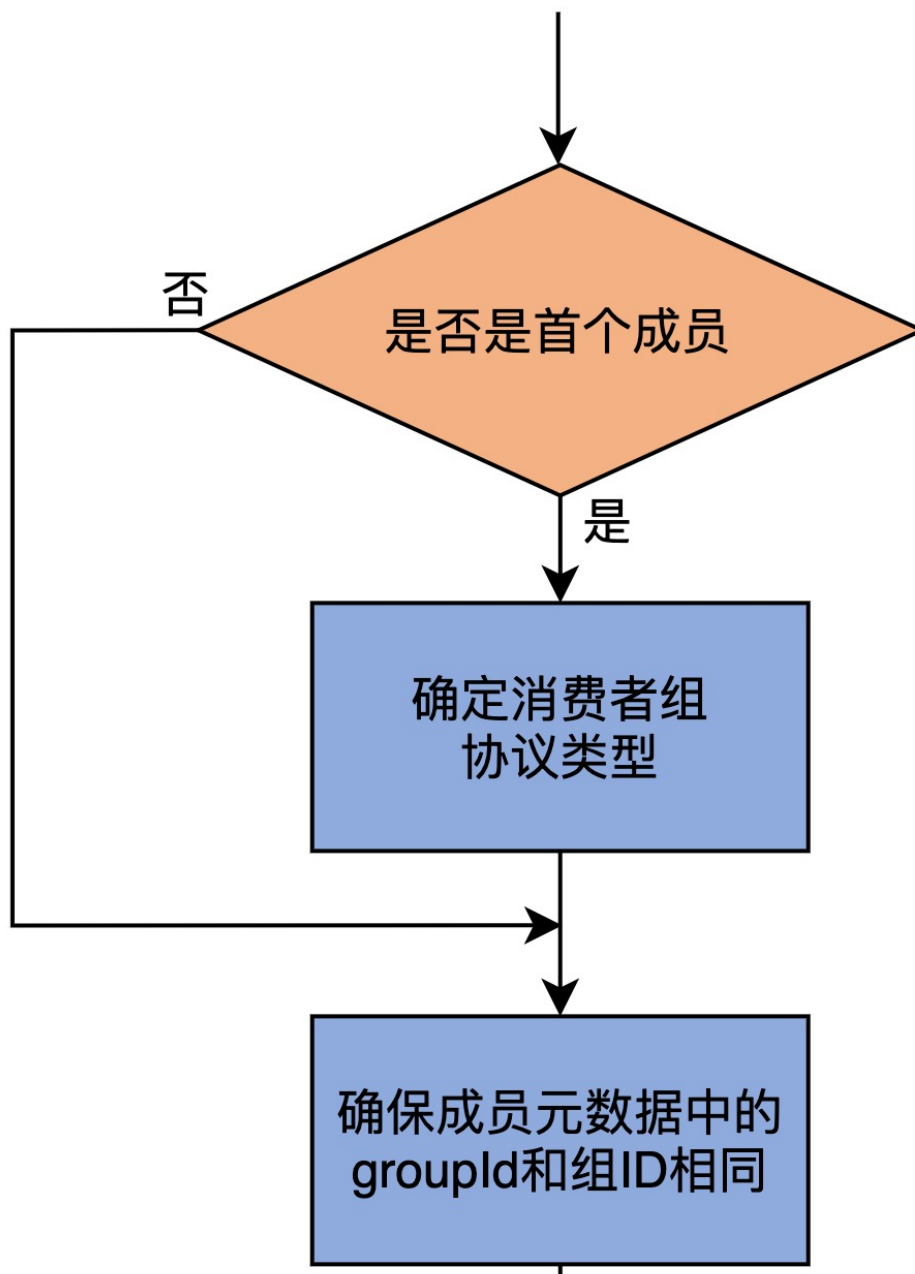 否
是否是首个成员
是
确定消费者组
协议类型
确保成员元数据中的
groupId和组ID相同